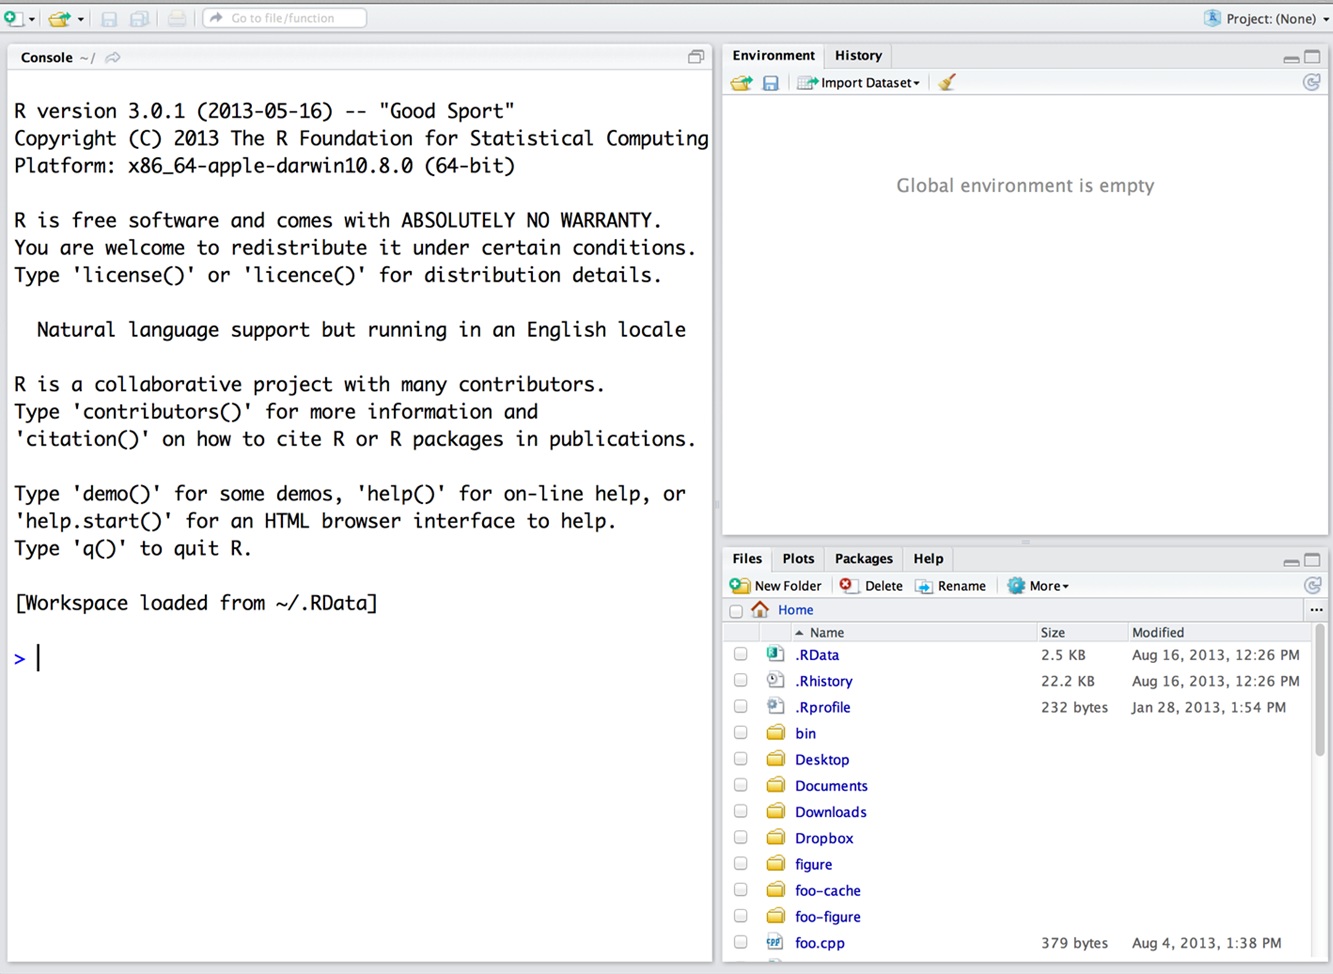 Go to file/function
Project: (None)
Console ~/
R version 3.0.1 (2013-05-16) -- "Good Sport"
Copyright (C) 2013 The R Foundation for Statistical Computing
Platform: x86_64-apple-darwin10.8.0 (64-bit)
R is free software and comes with ABSOLUTELY NO WARRANTY.
You are welcome to redistribute it under certain conditions.
Type 'license()' or 'licence()' for distribution details.
Natural language support but running in an English locale
R is a collaborative project with many contributors.
Type 'contributors()' for more information and
'citation()' on how to cite R or R packages in publications.
Type 'demo()' for some demos, 'help()' for on-line help, or
'help.start()' for an HTML browser interface to help.
Type 'q()' to quit R.
[Workspace loaded from ~/.RData]
>
Environment History
Import Dataset
Global environment is empty
Files Plots Packages Help
New Folder Delete Rename More
Home ...
Name Size Modified
.RData 2.5 KB Aug 16, 2013, 12:26 PM
.Rhistory 22.2 KB Aug 16, 2013, 12:26 PM
.Rprofile 232 bytes Jan 28, 2013, 1:54 PM
bin
Desktop
Documents
Downloads
Dropbox
figure
foo-cache
foo-figure
foo.cpp 379 bytes Aug 4, 2013, 1:38 PM